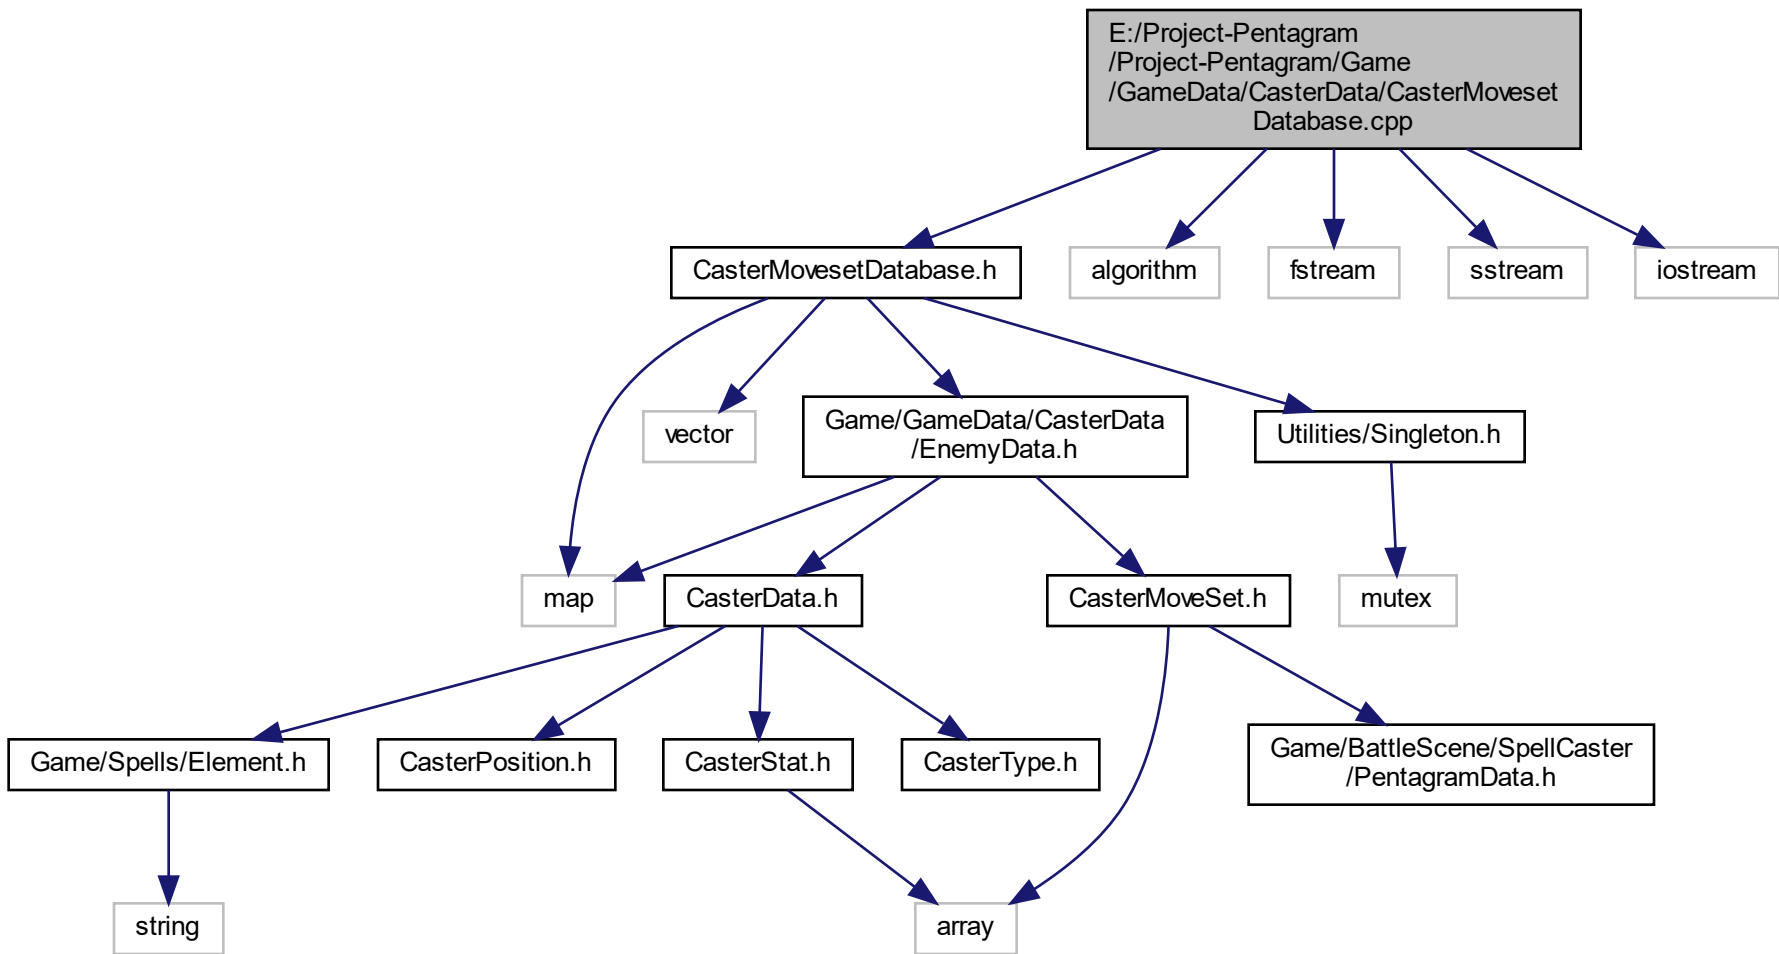 E:/Project-Pentagram
/Project-Pentagram/Game
/GameData/CasterData/CasterMoveset
Database.cpp
CasterMovesetDatabase.h
algorithm
fstream
sstream
iostream
vector
Game/GameData/CasterData
/EnemyData.h
Utilities/Singleton.h
map
CasterData.h
CasterMoveSet.h
mutex
Game/Spells/Element.h
CasterPosition.h
CasterStat.h
CasterType.h
Game/BattleScene/SpellCaster
/PentagramData.h
string
array